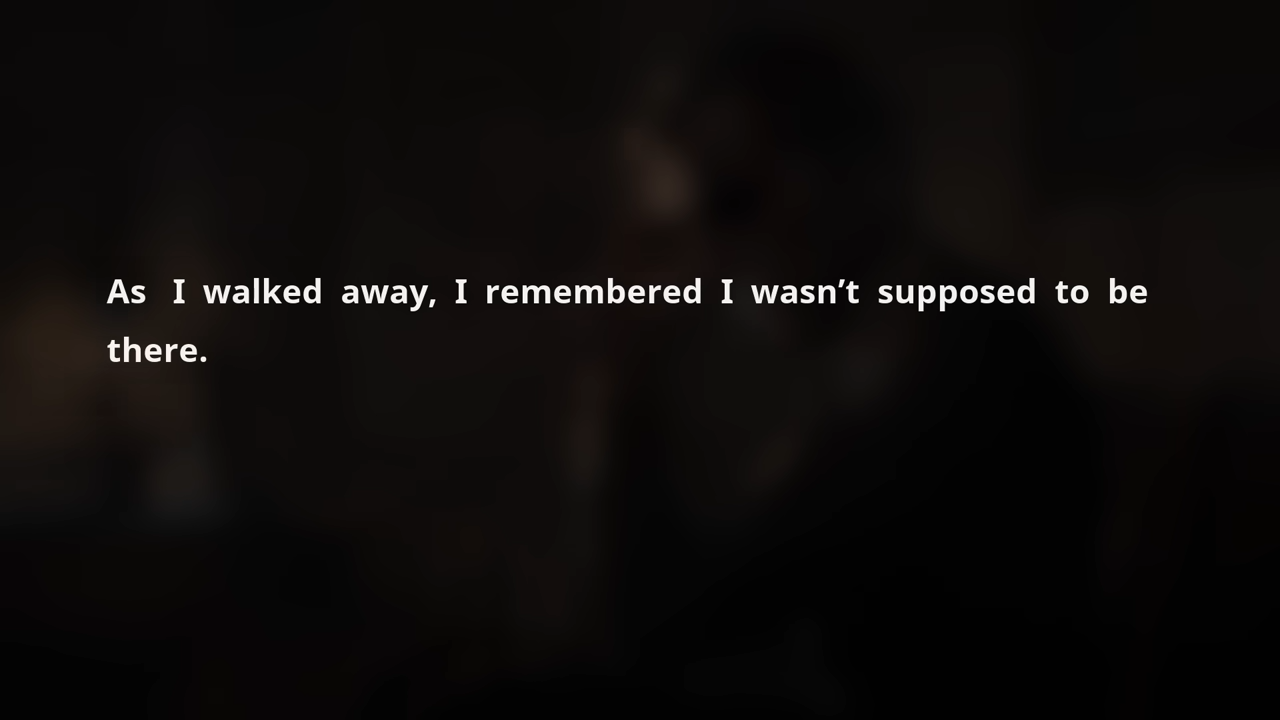 As I walked away, I remembered I wasn’t supposed to be
there.